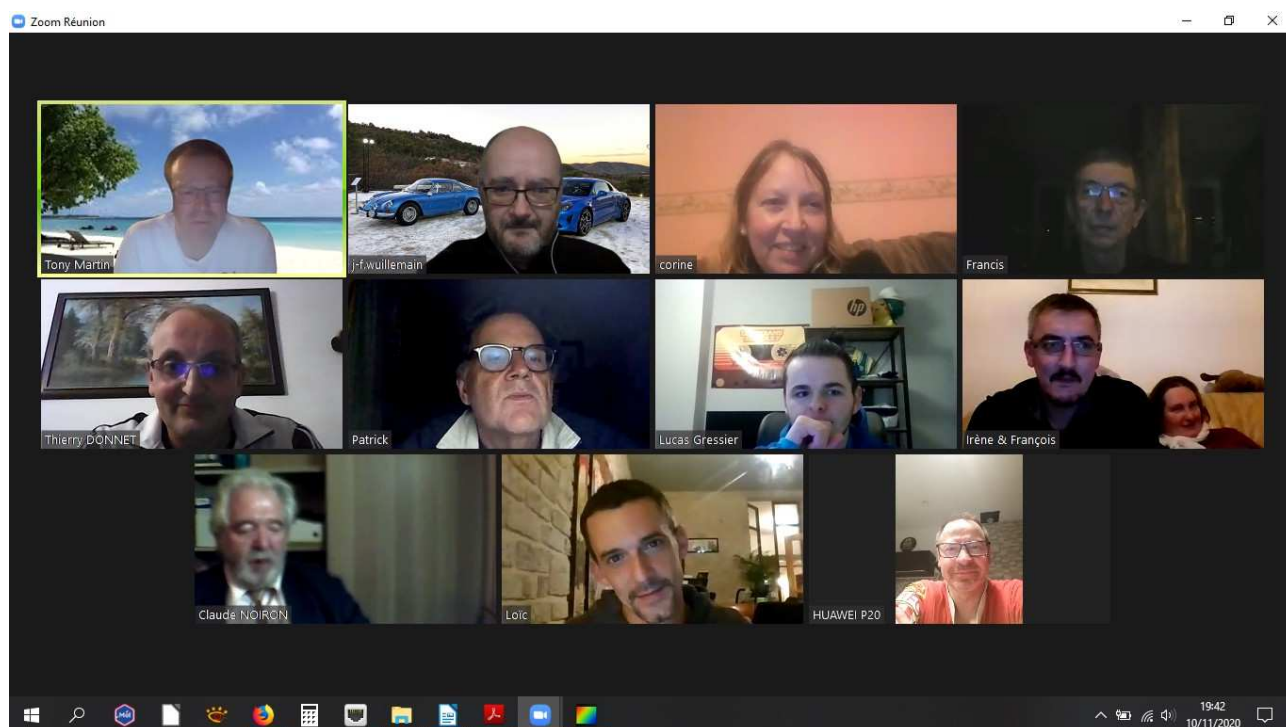 Zoom Réunion
Tony Martin
j-f.wuillemain
corine
Francis
Thierry DONNET
Patrick
hp
Lucas Gressier
Irène & François
Claude NOIRON
Loïc
HUAWEI P20
19:42
10/11/2020